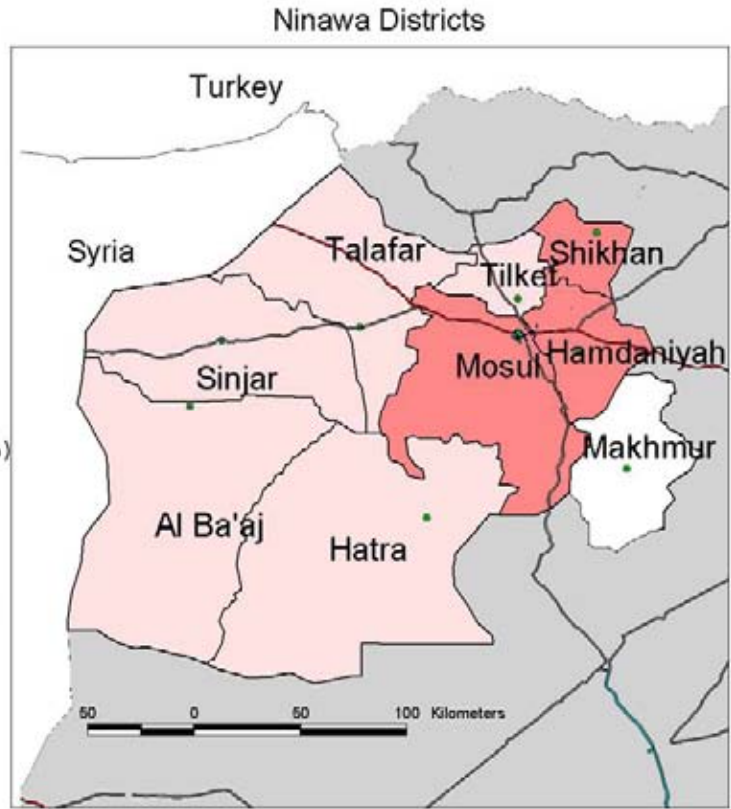 Ninawa Districts
Turkey
Syria
Talafar
Shikhan
Tilket
Mosul
Hamdaniyah
Sinjar
Makhmur
)
Al Ba'aj
Hatra
50 0 50 100 Kilometers